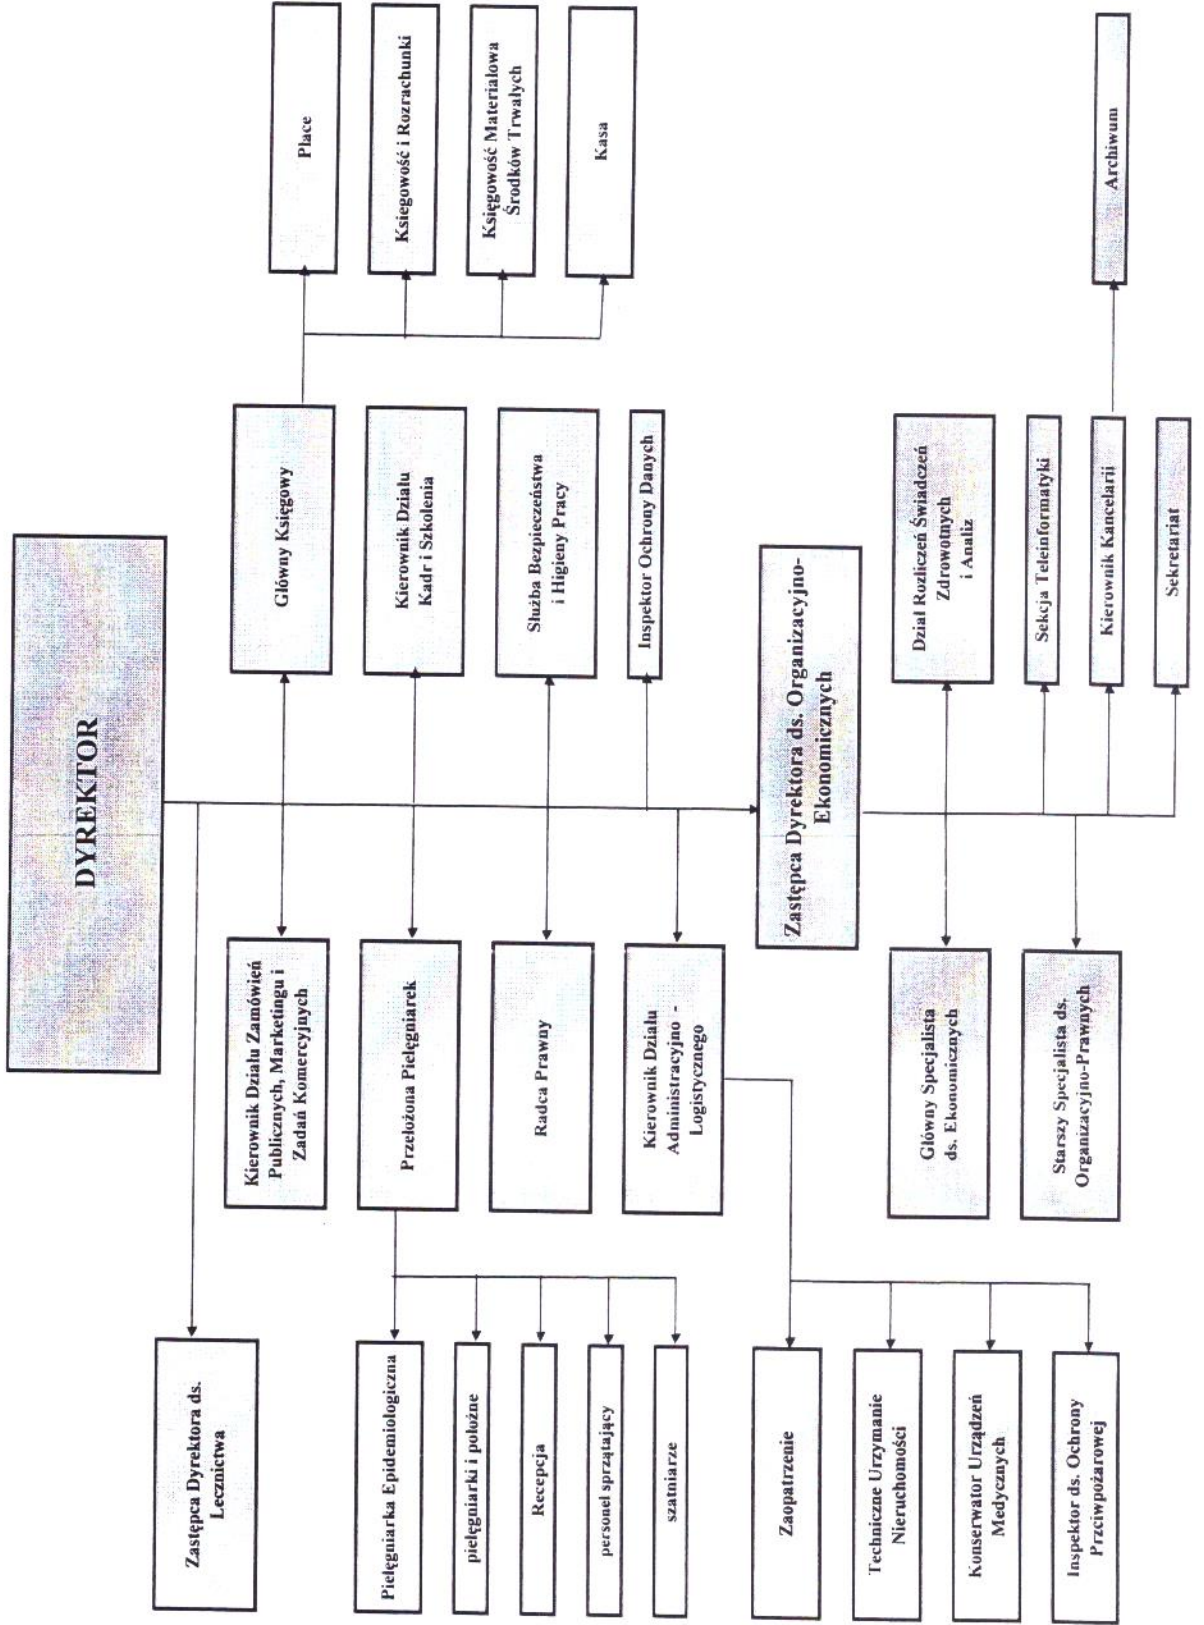 DYREKTOR
Zastępca Dyrektora ds.
Lecznictwa
Kierownik Działu Zamówień
Publicznych, Marketingu i
Zadań Komercyjnych
Główny Księgowy
Płace
Księgowość i Rozrachunki
Księgowość Materiałowa
Środków Trwałych
Kasa
Przełożona Pielęgniarek
Kierownik Działu
Kadr i Szkolenia
Pielęgniarka Epidemiologiczna
pielęgniarki i położne
Recepcja
personel sprzątający
szatniarze
Radca Prawny
Służba Bezpieczeństwa
i Higieny Pracy
Kierownik Działu
Administracyjno -
Logistycznego
Inspektor Ochrony Danych
Zaopatrzenie
Techniczne Urzymanie
Nieruchomości
Konserwator Urządzeń
Medycznych
Inspektor ds. Ochrony
Przciwpożarowej
Zastępca Dyrektora ds. Organizacyjno-
Ekonomicznych
Główny Specjalista
ds. Ekonomicznych
Starszy Specjalista ds.
Organizacyjno-Prawnych
Dział Rozliczeń Świadczeń
Zdrowotnych
i Analiz
Sekcja Teleinformatyki
Kierownik Kancelarii
Archiwum
Sekretariat